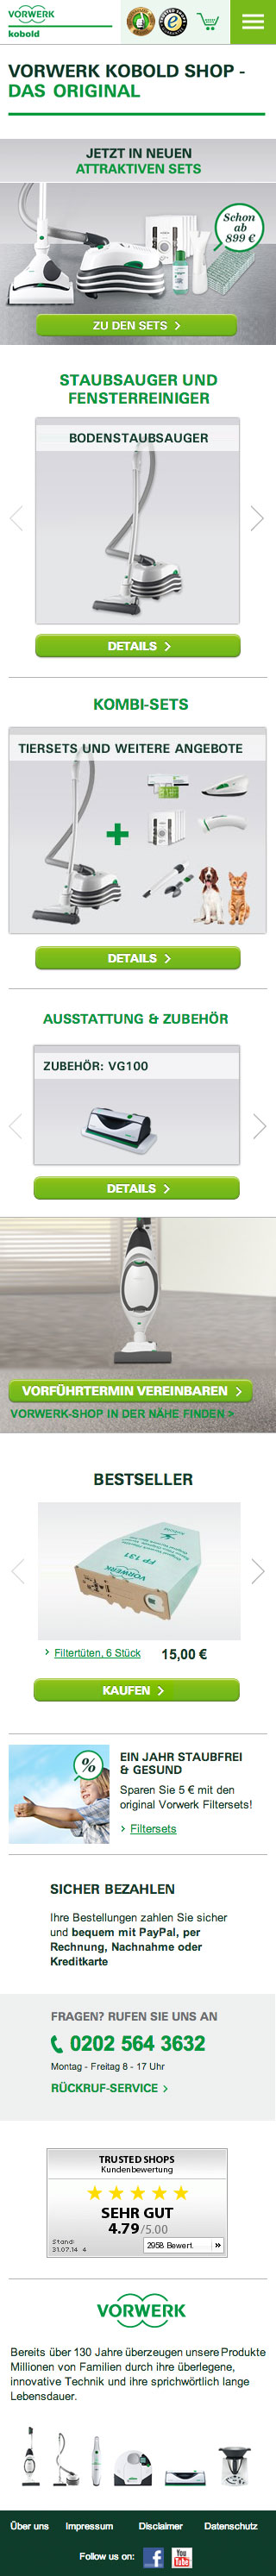 VORWERK
kobold
VORWERK KOBOLD SHOP -
DAS ORIGINAL
JETZT IN NEUEN
ATTRAKTIVEN SETS
Schon
ab
899 €
ZU DEN SETS
STAUBSAUGER UND
FENSTERREINIGER
BODENSTAUBSAUGER
DETAILS
KOMBI-SETS
TIERSETS UND WEITERE ANGEBOTE
+
DETAILS
AUSSTATTUNG & ZUBEHÖR
ZUBEHÖR: VG100
DETAILS
VORFÜHRTERMIN VEREINBAREN
VORWERK-SHOP IN DER NÄHE FINDEN >
BESTSELLER
FP 131
VORWERK
Filtertüten, 6 Stück 15,00 €
KAUFEN
%
EIN JAHR STAUBFREI
& GESUND
Sparen Sie 5 € mit den
original Vorwerk Filtersets!
Filtersets
SICHER BEZAHLEN
Ihre Bestellungen zahlen Sie sicher
und bequem mit PayPal, per
Rechnung, Nachnahme oder
Kreditkarte
FRAGEN? RUFEN SIE UNS AN
0202 564 3632
Montag - Freitag 8 - 17 Uhr
RÜCKRUF-SERVICE
TRUSTED SHOPS
Kundenbewertung
SEHR GUT
4.79/5.00
Stand:
31.07.14 4
2958 Bewert.
VORWERK
Bereits über 130 Jahre überzeugen unsere Produkte
Millionen von Familien durch ihre überlegene,
innovative Technik und ihre sprichwörtlich lange
Lebensdauer.
Über uns Impressum Disclaimer Datenschutz
Follow us on:
You
Tube